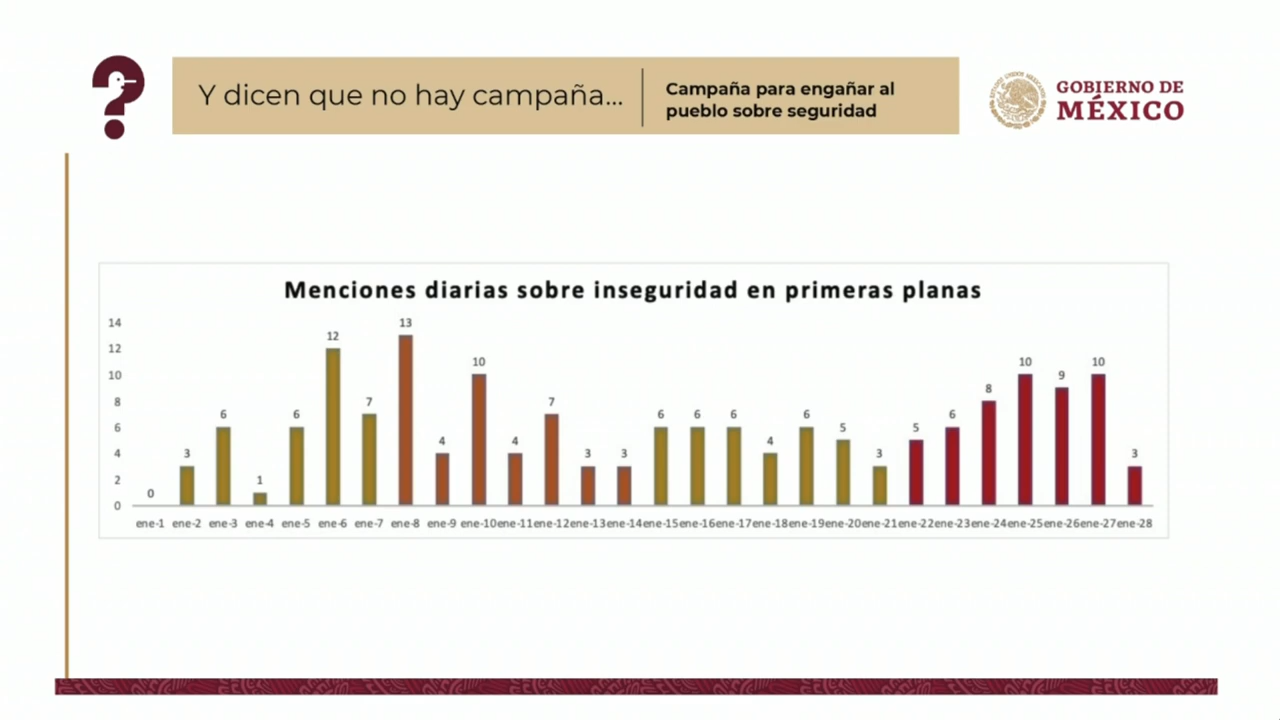 ?
Y dicen que no hay campaña...
Campaña para engañar al
pueblo sobre seguridad
GOBIERNO DE
MÉXICO
Menciones diarias sobre inseguridad en primeras planas
14
12
10
8
6
4
2
0
0 3 6 1 6 12 7 13 4 10 4 7 3 3 6 6 6 4 6 5 3 5 6 8 10 9 10 3
ene-1 ene-2 ene-3 ene-4 ene-5 ene-6 ene-7 ene-8 ene-9 ene-10 ene-11 ene-12 ene-13 ene-14 ene-15 ene-16 ene-17 ene-18 ene-19 ene-20 ene-21 ene-22 ene-23 ene-24 ene-25 ene-26 ene-27 ene-28